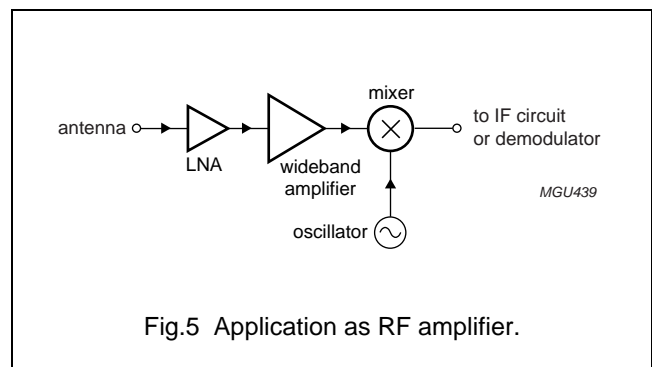 mixer
antenna
to IF circuit
or demodulator
LNA
wideband
amplifier
MGU439
oscillator
Fig.5 Application as RF amplifier.